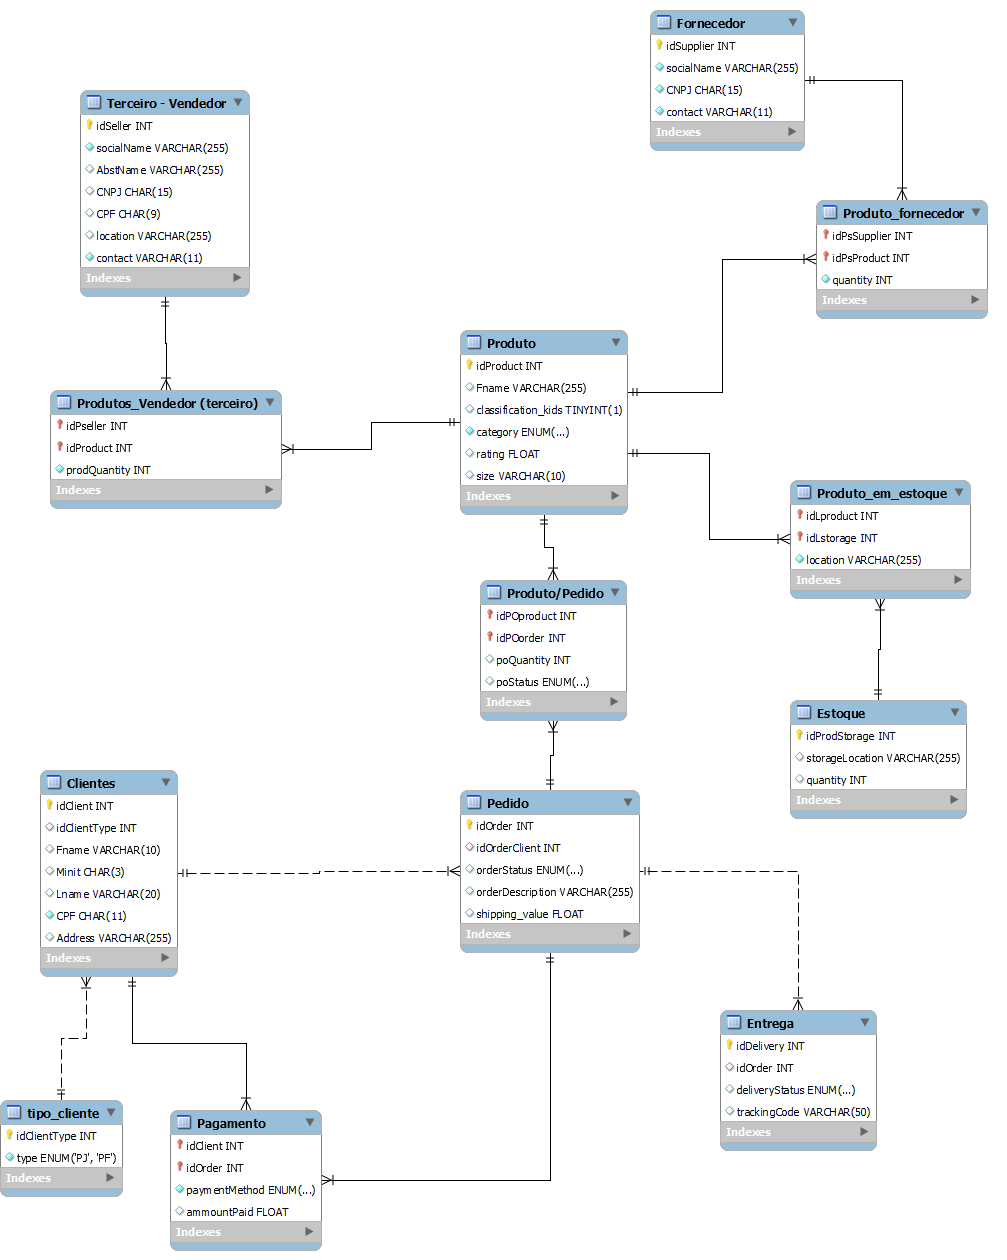 Fornecedor
idSupplier INT
socialName VARCHAR(255)
CNPJ CHAR(15)
contact VARCHAR(11)
Indexes
Terceiro - Vendedor
idSeller INT
socialName VARCHAR(255)
AbstName VARCHAR(255)
CNPJ CHAR(15)
CPF CHAR(9)
location VARCHAR(255)
contact VARCHAR(11)
Indexes
Produto_fornecedor
idPsSupplier INT
idPsProduct INT
quantity INT
Indexes
Produto
idProduct INT
Fname VARCHAR(255)
classification_kids TINYINT(1)
category ENUM(...)
rating FLOAT
size VARCHAR(10)
Indexes
Produtos_Vendedor (terceiro)
idPseller INT
idProduct INT
prodQuantity INT
Indexes
Produto_em_estoque
idLproduct INT
idLstorage INT
location VARCHAR(255)
Indexes
Produto/Pedido
idPOproduct INT
idPOorder INT
poQuantity INT
poStatus ENUM(...)
Indexes
Estoque
idProdStorage INT
storageLocation VARCHAR(255)
quantity INT
Indexes
Clientes
idClient INT
idClientType INT
Fname VARCHAR(10)
Minit CHAR(3)
Lname VARCHAR(20)
CPF CHAR(11)
Address VARCHAR(255)
Indexes
Pedido
idOrder INT
idOrderClient INT
orderStatus ENUM(...)
orderDescription VARCHAR(255)
shipping_value FLOAT
Indexes
Entrega
idDelivery INT
idOrder INT
deliveryStatus ENUM(...)
trackingCode VARCHAR(50)
Indexes
tipo_cliente
idClientType INT
type ENUM('PJ', 'PF')
Indexes
Pagamento
idClient INT
idOrder INT
paymentMethod ENUM(...)
ammountPaid FLOAT
Indexes